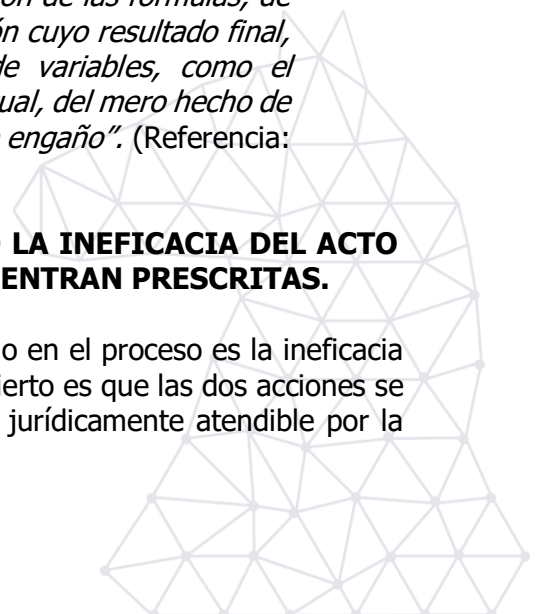 ón de las fórmulas, de
ón cuyo resultado final,
de variables, como el
ual, del mero hecho de
engaño”. (Referencia:
LA INEFICACIA DEL ACTO
ENTRAN PRESCRITAS.
o en el proceso es la ineficacia
ierto es que las dos acciones se
jurídicamente atendible por la